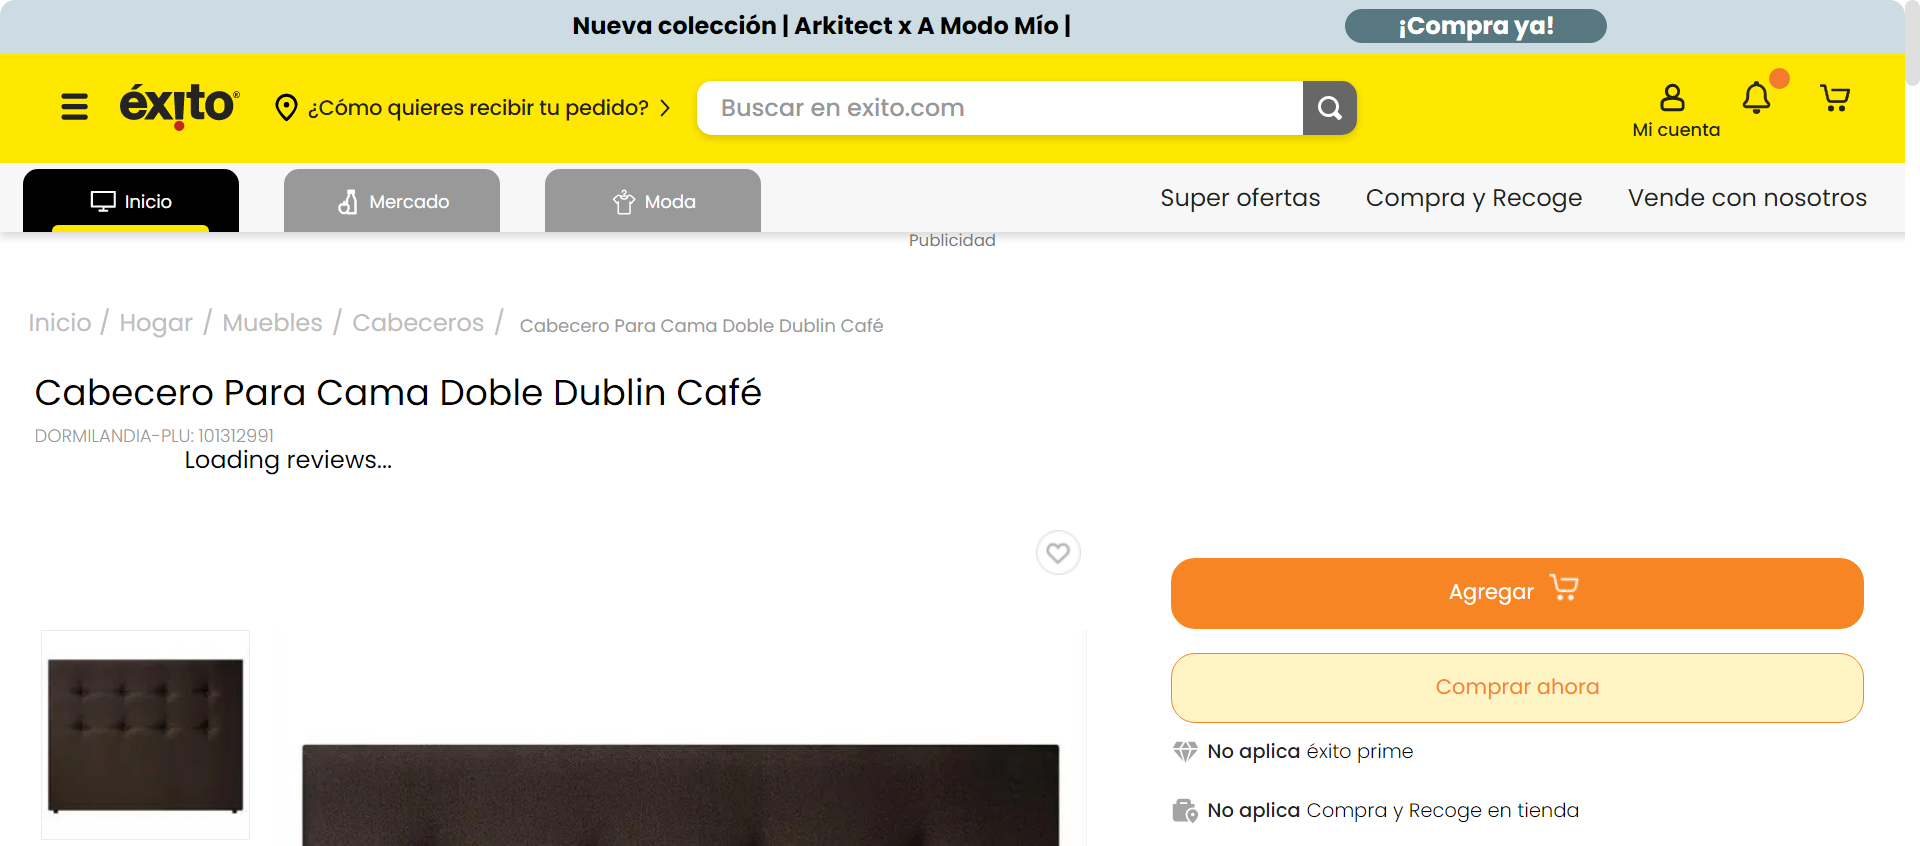 Nueva colección | Arkitect x A Modo Mío |
¡Compra ya!
éxito®
¿Cómo quieres recibir tu pedido?
Buscar en exito.com
Mi cuenta
Inicio
Mercado
Moda
Super ofertas
Compra y Recoge
Vende con nosotros
Publicidad
Inicio / Hogar / Muebles / Cabeceros / Cabecero Para Cama Doble Dublin Café
Cabecero Para Cama Doble Dublin Café
DORMILANDIA-PLU: 101312991
Loading reviews...
Agregar
Comprar ahora
No aplica éxito prime
No aplica Compra y Recoge en tienda